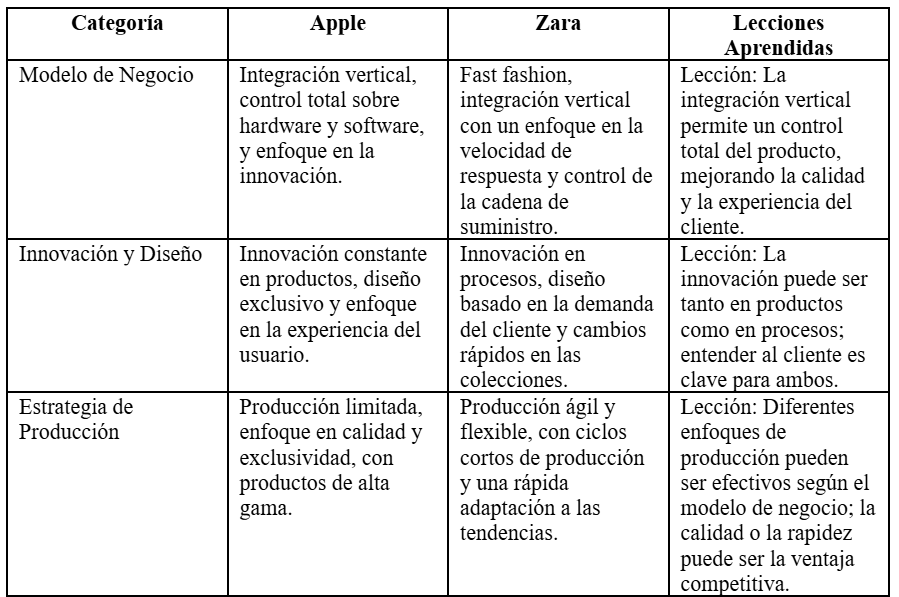 Categoría
Apple
Zara
Lecciones
Aprendidas
Modelo de Negocio
Integración vertical,
control total sobre
hardware y software,
y enfoque en la
innovación.
Fast fashion,
integración vertical
con un enfoque en la
velocidad de
respuesta y control de
la cadena de
suministro.
Lección: La
integración vertical
permite un control
total del producto,
mejorando la calidad
y la experiencia del
cliente.
Innovación y Diseño
Innovación constante
en productos, diseño
exclusivo y enfoque
en la experiencia del
usuario.
Innovación en
procesos, diseño
basado en la demanda
del cliente y cambios
rápidos en las
colecciones.
Lección: La
innovación puede ser
tanto en productos
como en procesos;
entender al cliente es
clave para ambos.
Estrategia de
Producción
Producción limitada,
enfoque en calidad y
exclusividad, con
productos de alta
gama.
Producción ágil y
flexible, con ciclos
cortos de producción
y una rápida
adaptación a las
tendencias.
Lección: Diferentes
enfoques de
producción pueden
ser efectivos según el
modelo de negocio; la
calidad o la rapidez
puede ser la ventaja
competitiva.